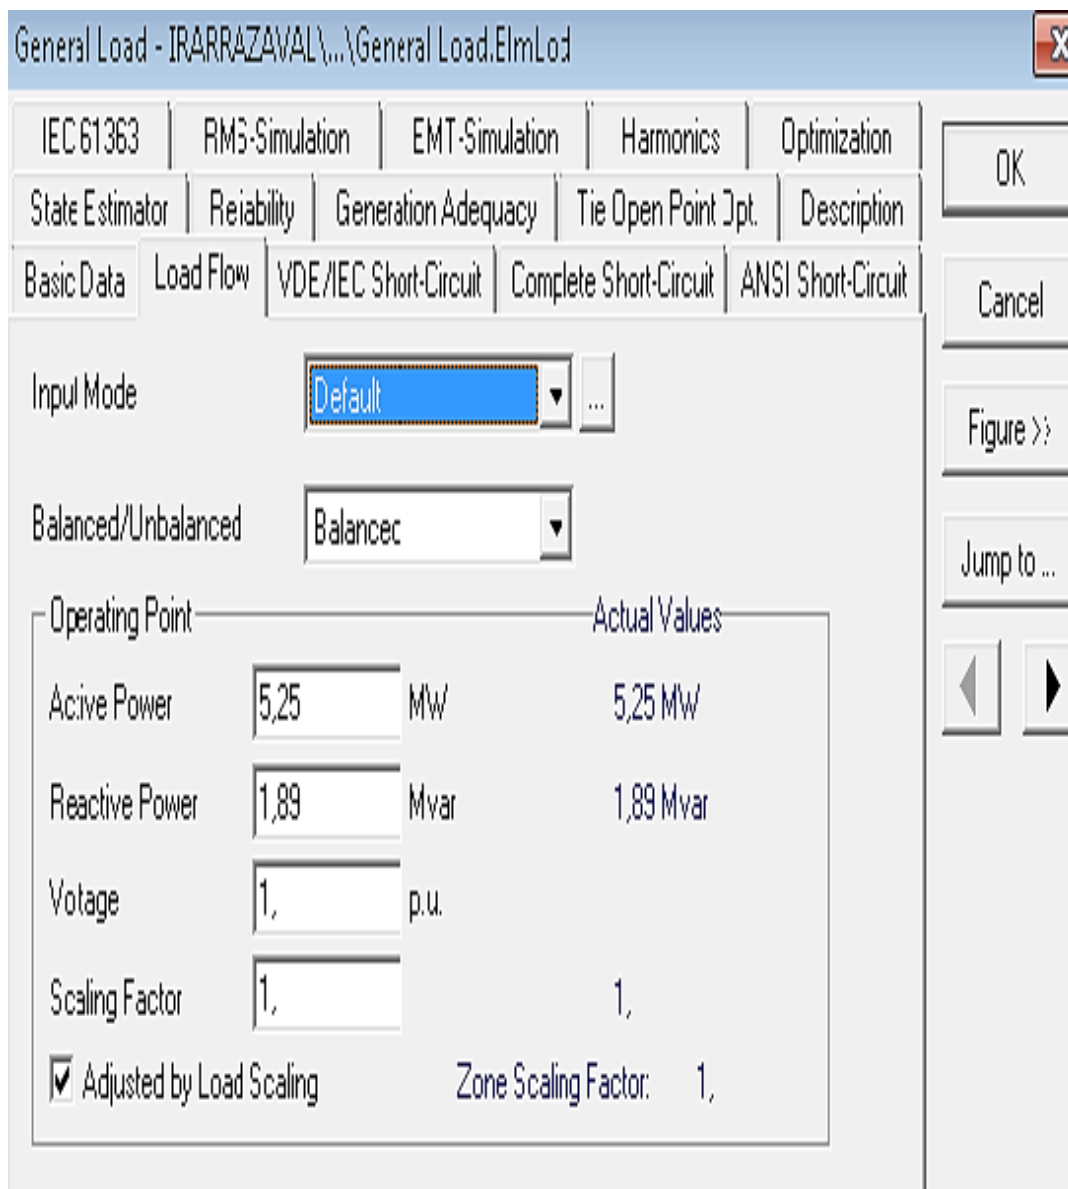 General Load - IRARRAZAVAL\...\General Load.ElmLod
IEC 61363 RMS-Simulation EMT-Simulation Harmonics Optimization
OK
State Estimator Reliability Generation Adequacy Tie Open Point Opt. Description
Basic Data Load Flow VDE/IEC Short-Circuit Complete Short-Circuit ANSI Short-Circuit
Cancel
Input Mode Default ...
Figure >>
Balanced/Unbalanced Balanced
Jump to ...
Operating Point Actual Values
Active Power 5,25 MW 5,25 MW
Reactive Power 1,89 Mvar 1,89 Mvar
Votage 1, p.u.
Scaling Factor 1, 1,
Adjusted by Load Scaling Zone Scaling Factor: 1,